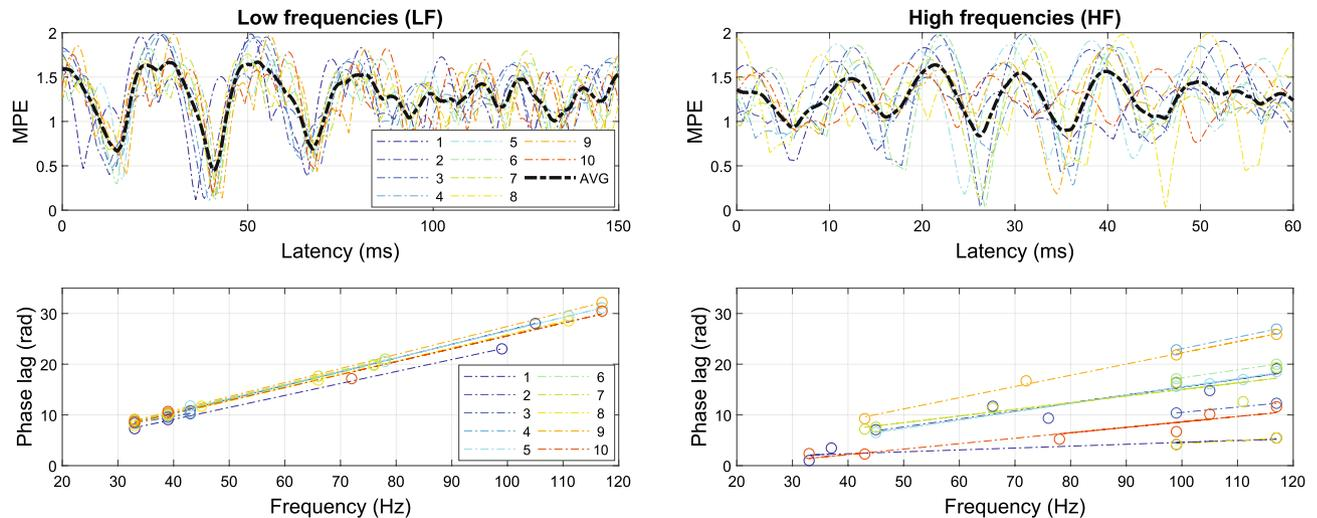 Low frequencies (LF)
2
1.5
1
0.5
0
MPE
0 50 100 150
Latency (ms)
1 5 9
2 6 10
3 7 AVG
4 8
High frequencies (HF)
2
1.5
1
0.5
0
MPE
0 10 20 30 40 50 60
Latency (ms)
30
20
10
0
Phase lag (rad)
20 30 40 50 60 70 80 90 100 110 120
Frequency (Hz)
1 6
2 7
3 8
4 9
5 10
30
20
10
0
Phase lag (rad)
20 30 40 50 60 70 80 90 100 110 120
Frequency (Hz)